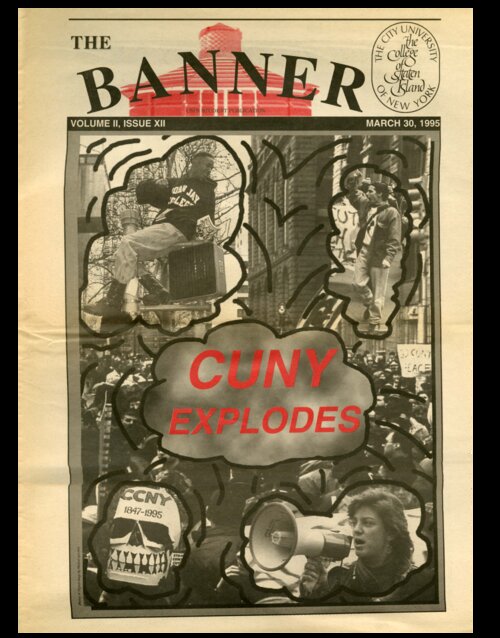 THE
BANNER
THE CITY UNIVERSITY
the
College
of
Staten
Island
OF NEW YORK
VOLUME II, ISSUE XII
MARCH 30, 1995
CUNY
EXPLODES
CUNY
CCNY
1847-1995